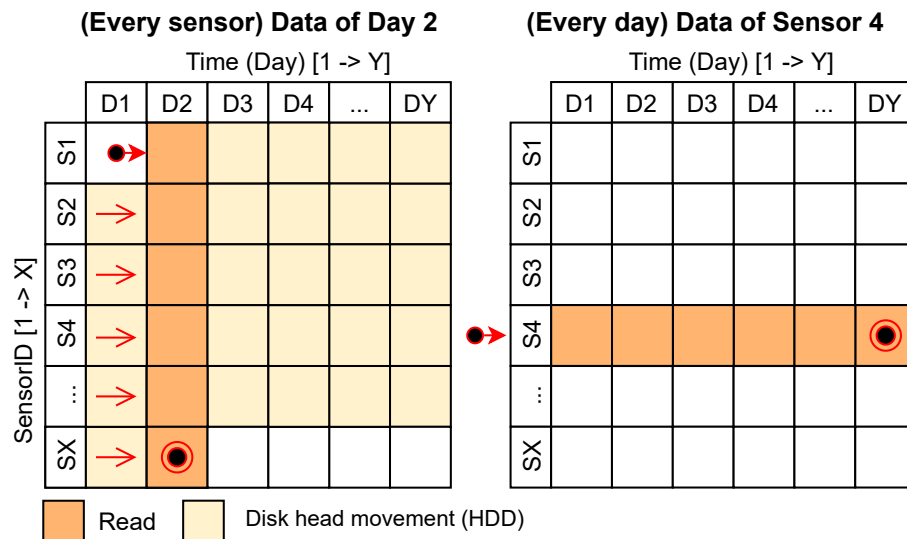 (Every sensor) Data of Day 2
Time (Day) [1 -> Y]
D1 D2 D3 D4 ... DY
SensorID [1 -> X]
S1
S2
S3
S4
...
SX
(Every day) Data of Sensor 4
Time (Day) [1 -> Y]
D1 D2 D3 D4 ... DY
S1
S2
S3
S4
...
SX
Read
Disk head movement (HDD)